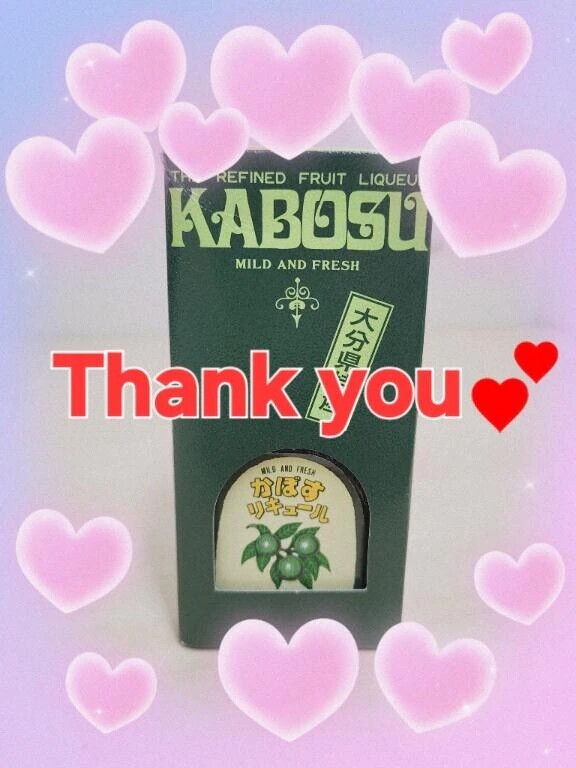 THE REFINED FRUIT LIQUEU
KABOSU
MILD AND FRESH
大分県
Thank you💕
MILD AND FRESH
かぼす
リキュール